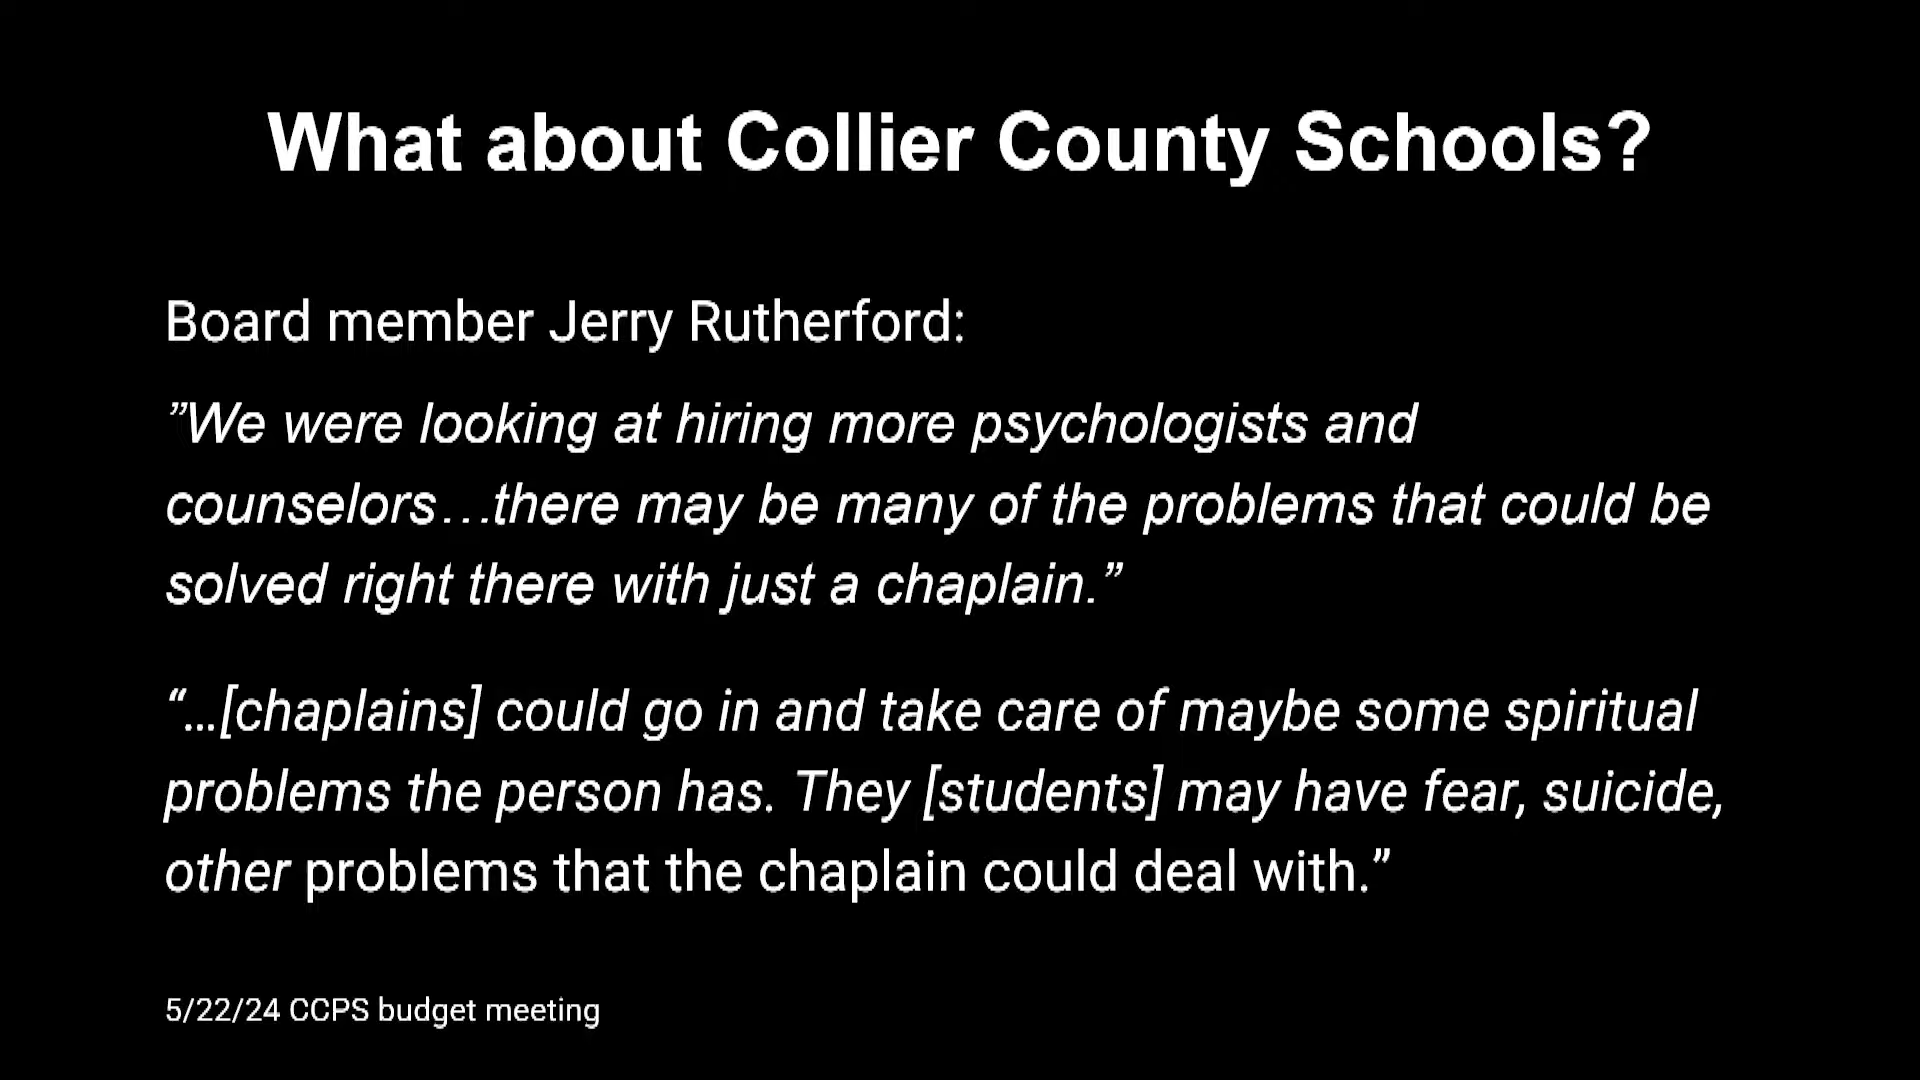 What about Collier County Schools?
Board member Jerry Rutherford:
”We were looking at hiring more psychologists and
counselors…there may be many of the problems that could be
solved right there with just a chaplain.”
“…[chaplains] could go in and take care of maybe some spiritual
problems the person has. They [students] may have fear, suicide,
other problems that the chaplain could deal with.”
5/22/24 CCPS budget meeting